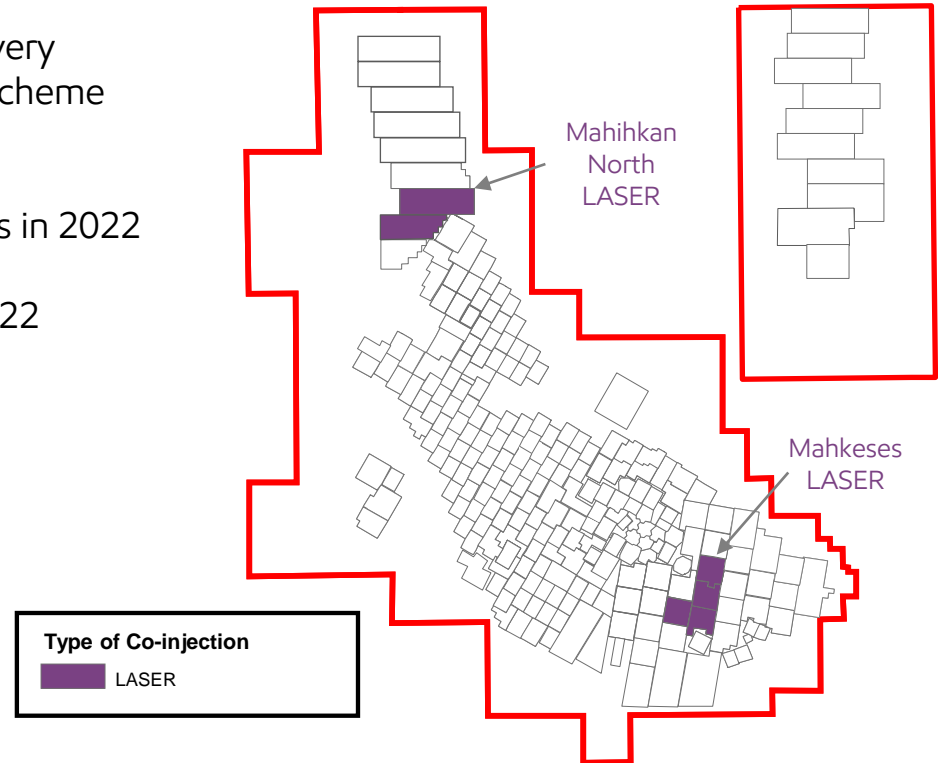 very
cheme
s in 2022
22
Mahihkan
North
LASER
Mahkeses
LASER
Type of Co-injection
LASER